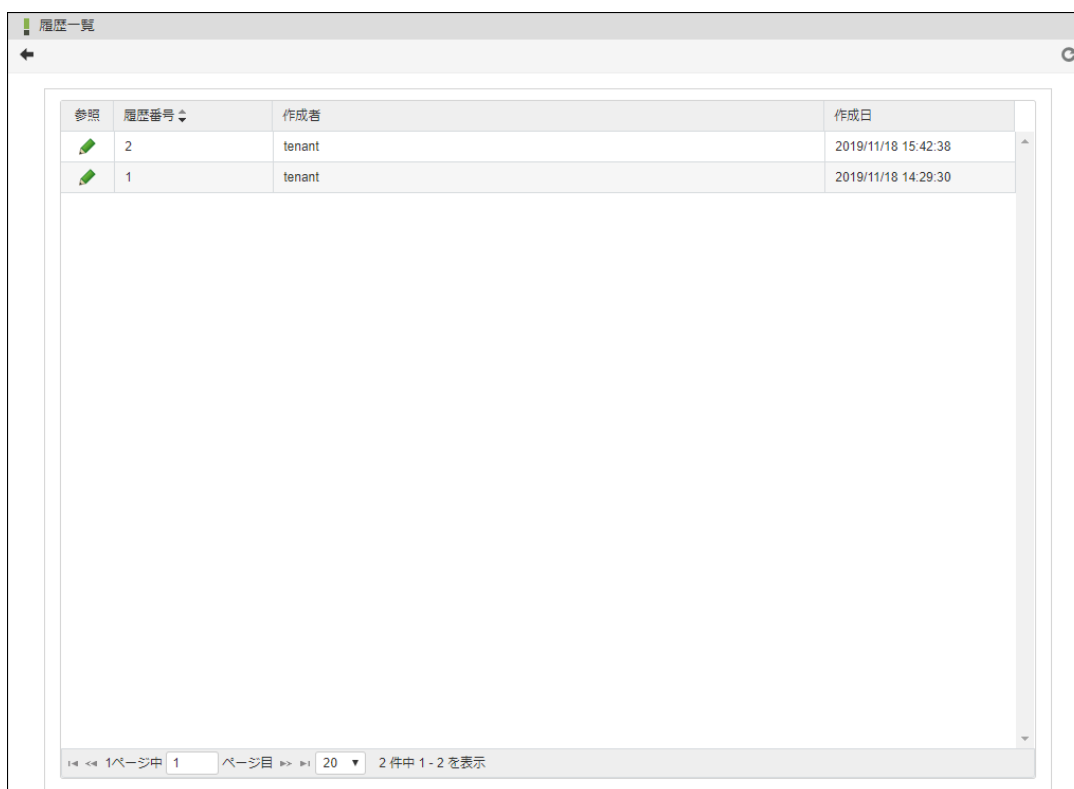 履歴一覧
参照 履歴番号 作成者 作成日
2 tenant 2019/11/18 15:42:38
1 tenant 2019/11/18 14:29:30
1ページ中 1 ページ目 20 2 件中 1 - 2 を表示